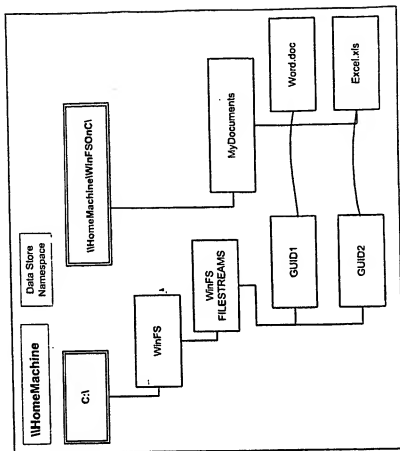 \\HomeMachine
Data Store
Namespace
C:\
\\HomeMachine\WinFSOnC\
WinFS
MyDocuments
WinFS
FILESTREAMS
GUID1
Word.doc
GUID2
Excel.xls